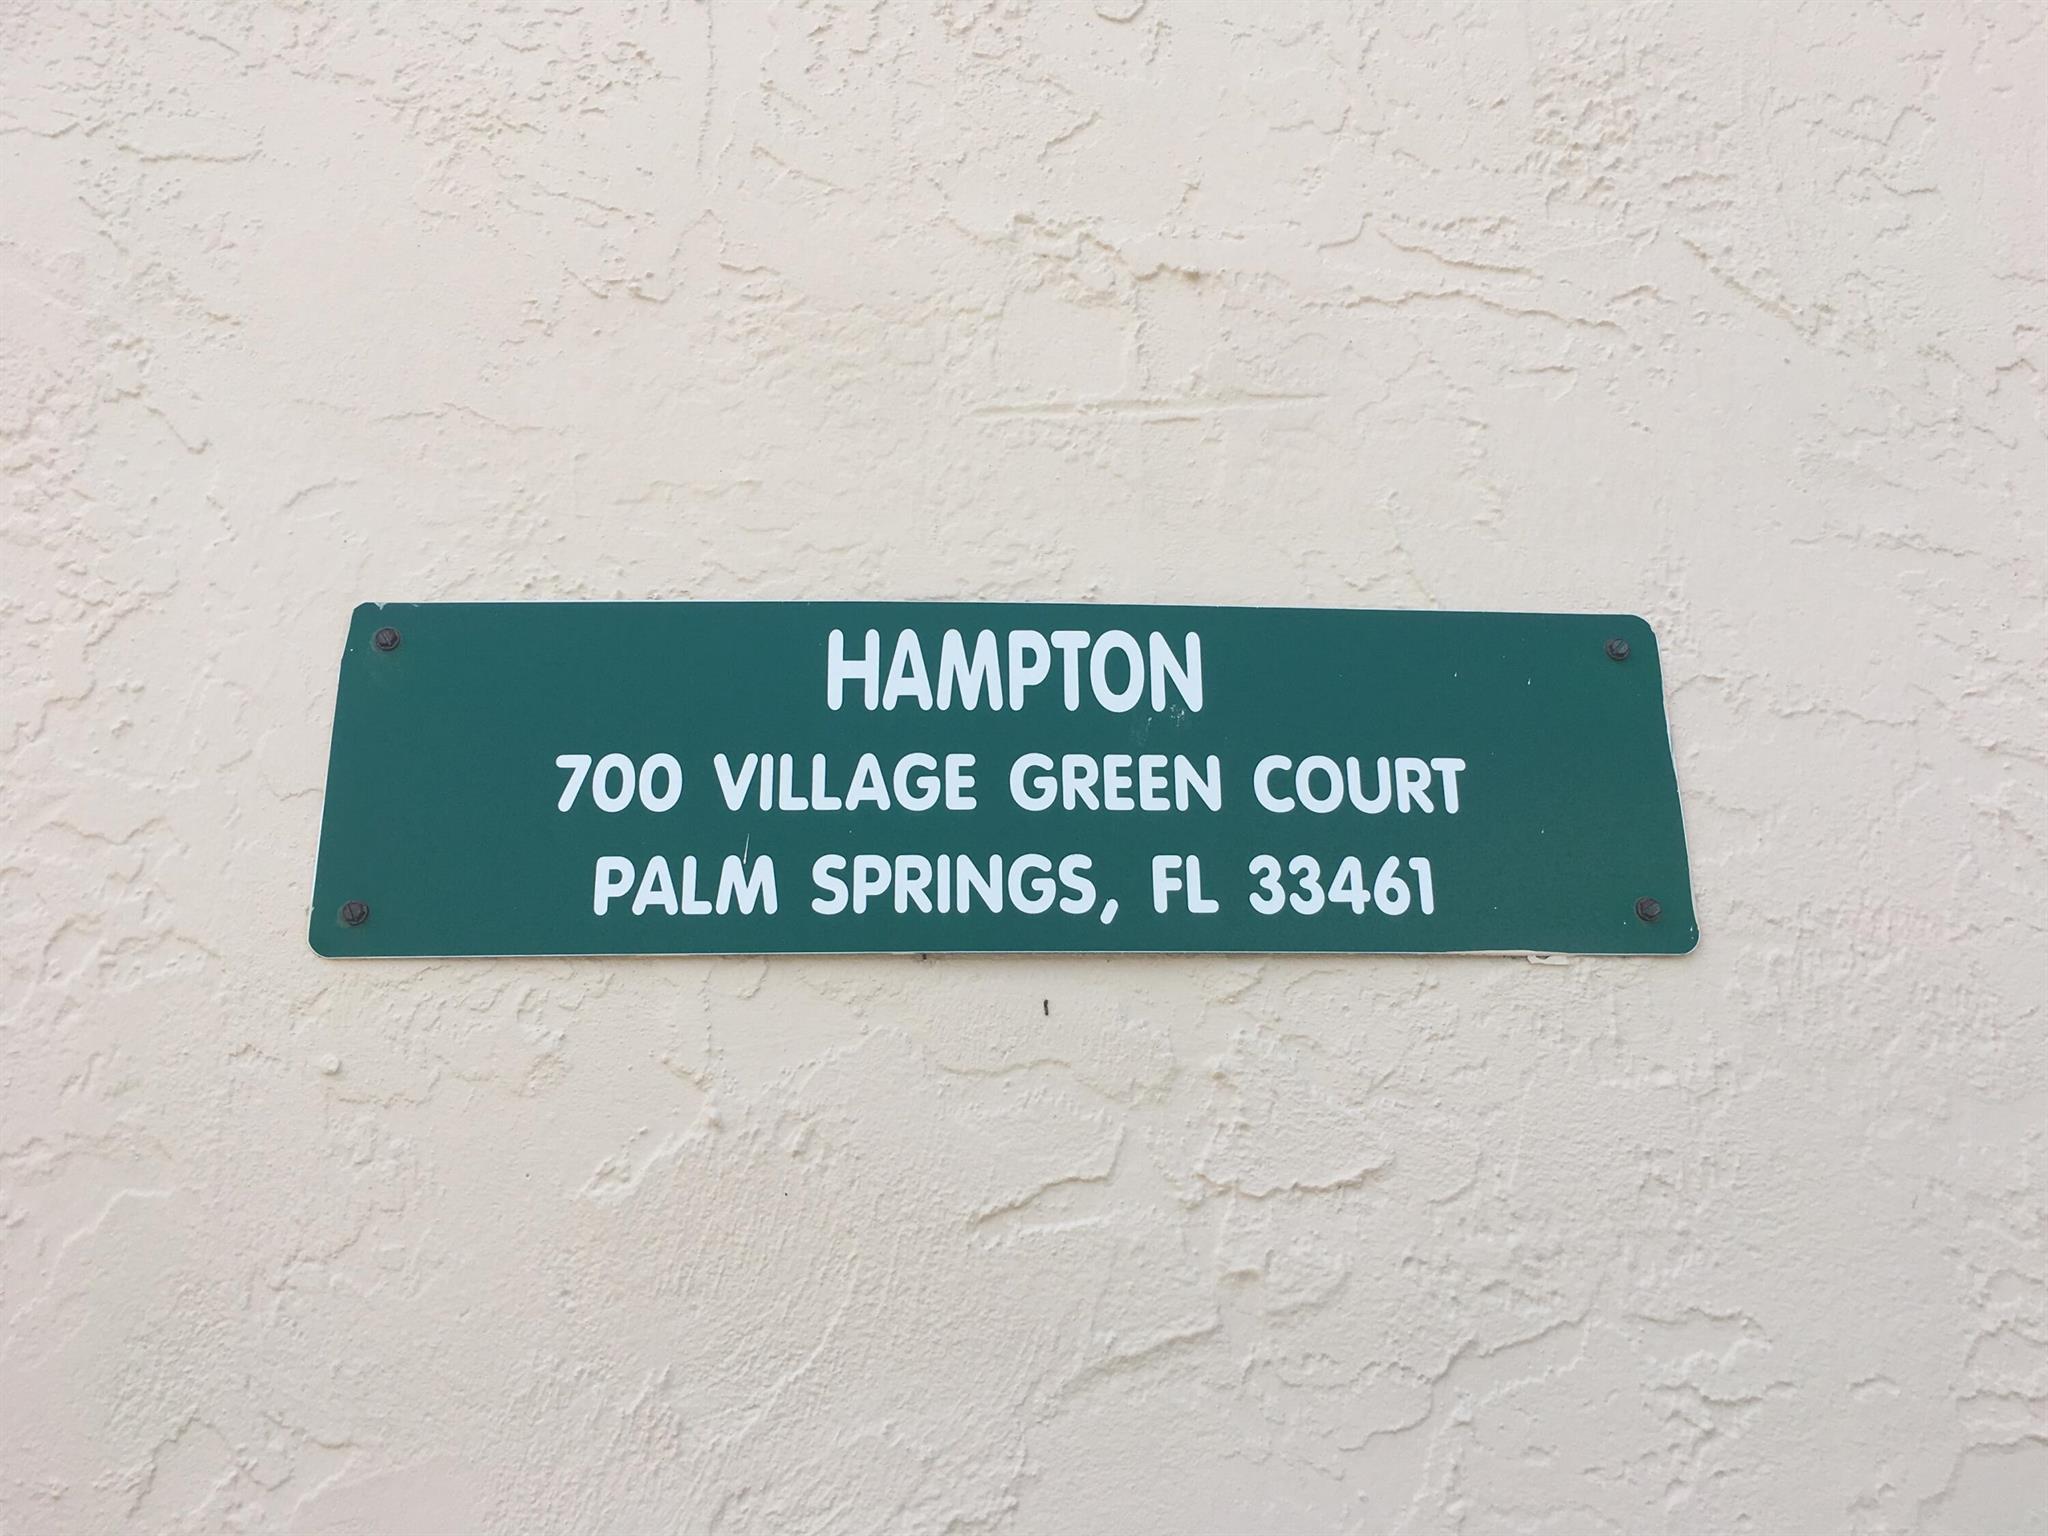 HAMPTON
700 VILLAGE GREEN COURT
PALM SPRINGS, FL 33461